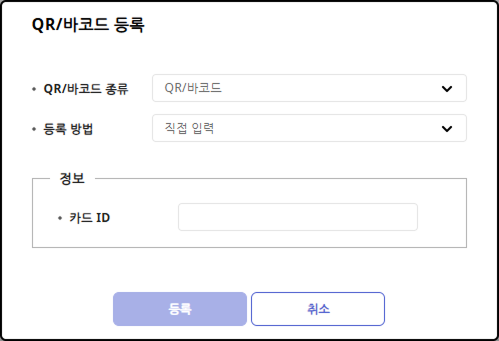 QR/바코드 등록
• QR/바코드 종류 QR/바코드
• 등록 방법 직접 입력
정보
• 카드 ID
등록 취소